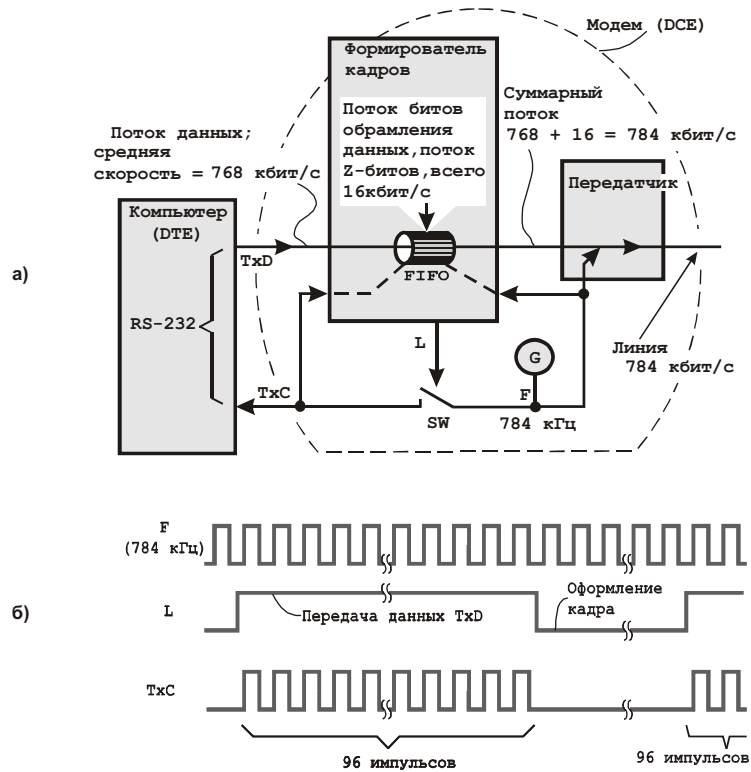 Модем (DCE)
Формирователь
кадров
Поток битов
обрамления
данных,поток
Z-битов,всего
16кбит/с
Суммарный
поток
768 + 16 = 784 кбит/с
Поток данных;
средняя
скорость = 768 кбит/с
Компьютер
(DTE)
Передатчик
TxD
FIFO
а)
RS-232
L
G
Линия
784 кбит/с
TxC
F
SW
784 кГц
F
(784 кГц)
б)
L
Передача данных TxD
Оформление
кадра
TxC
96 импульсов
96 импульсов